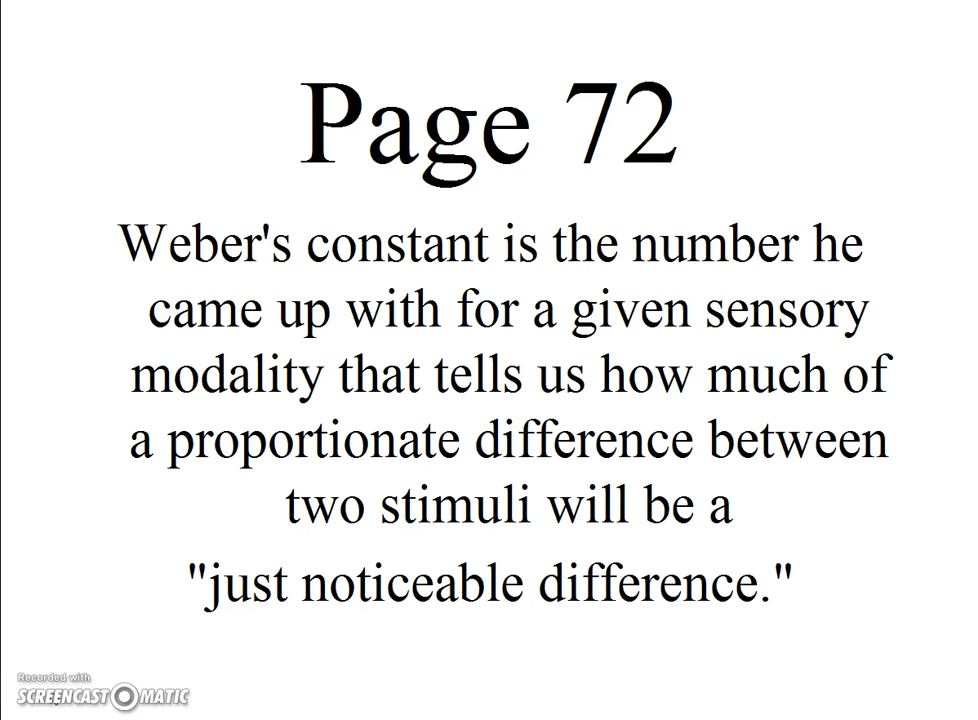 Page 72
Weber's constant is the number he
came up with for a given sensory
modality that tells us how much of
a proportionate difference between
two stimuli will be a
"just noticeable difference."
Recorded with
SCREENCAST-O-MATIC